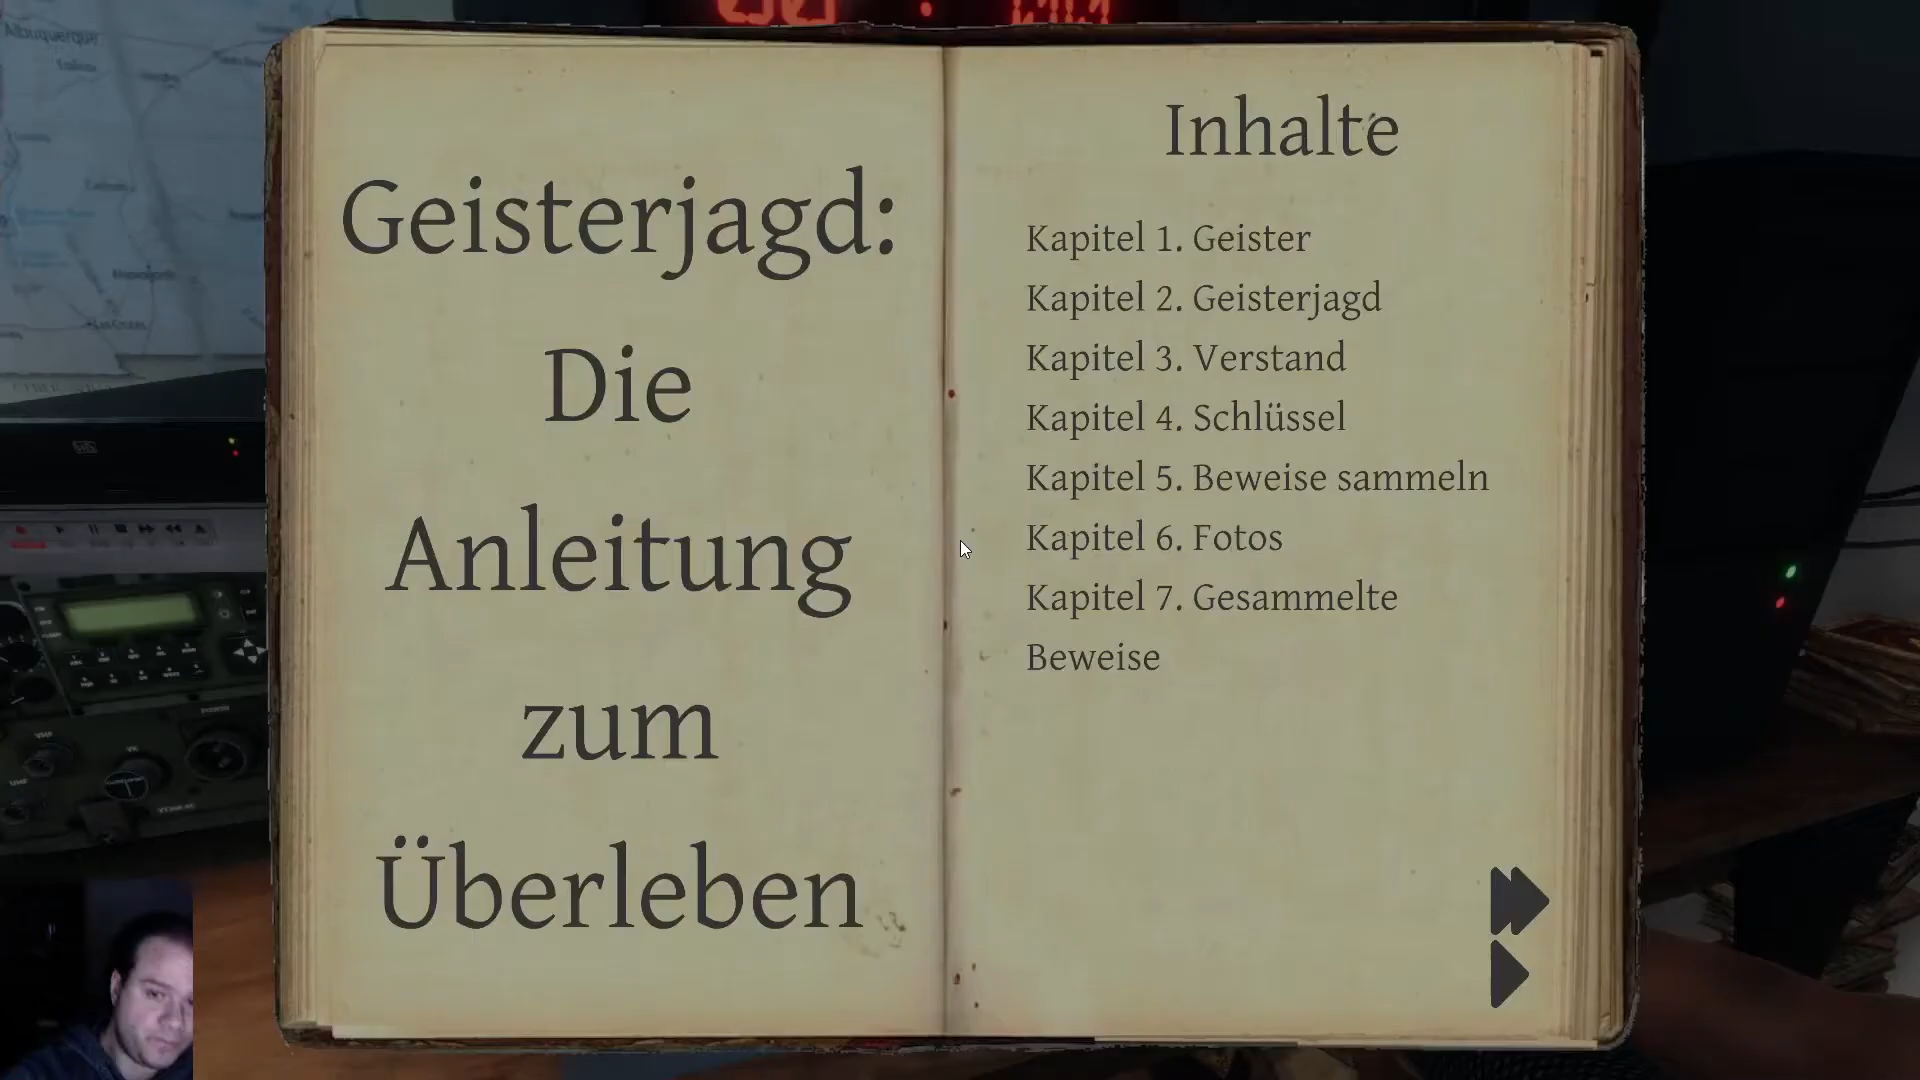 Albuquerque
Geisterjagd:
Die
Anleitung
zum
Überleben
Inhalte
Kapitel 1. Geister
Kapitel 2. Geisterjagd
Kapitel 3. Verstand
Kapitel 4. Schlüssel
Kapitel 5. Beweise sammeln
Kapitel 6. Fotos
Kapitel 7. Gesammelte
Beweise